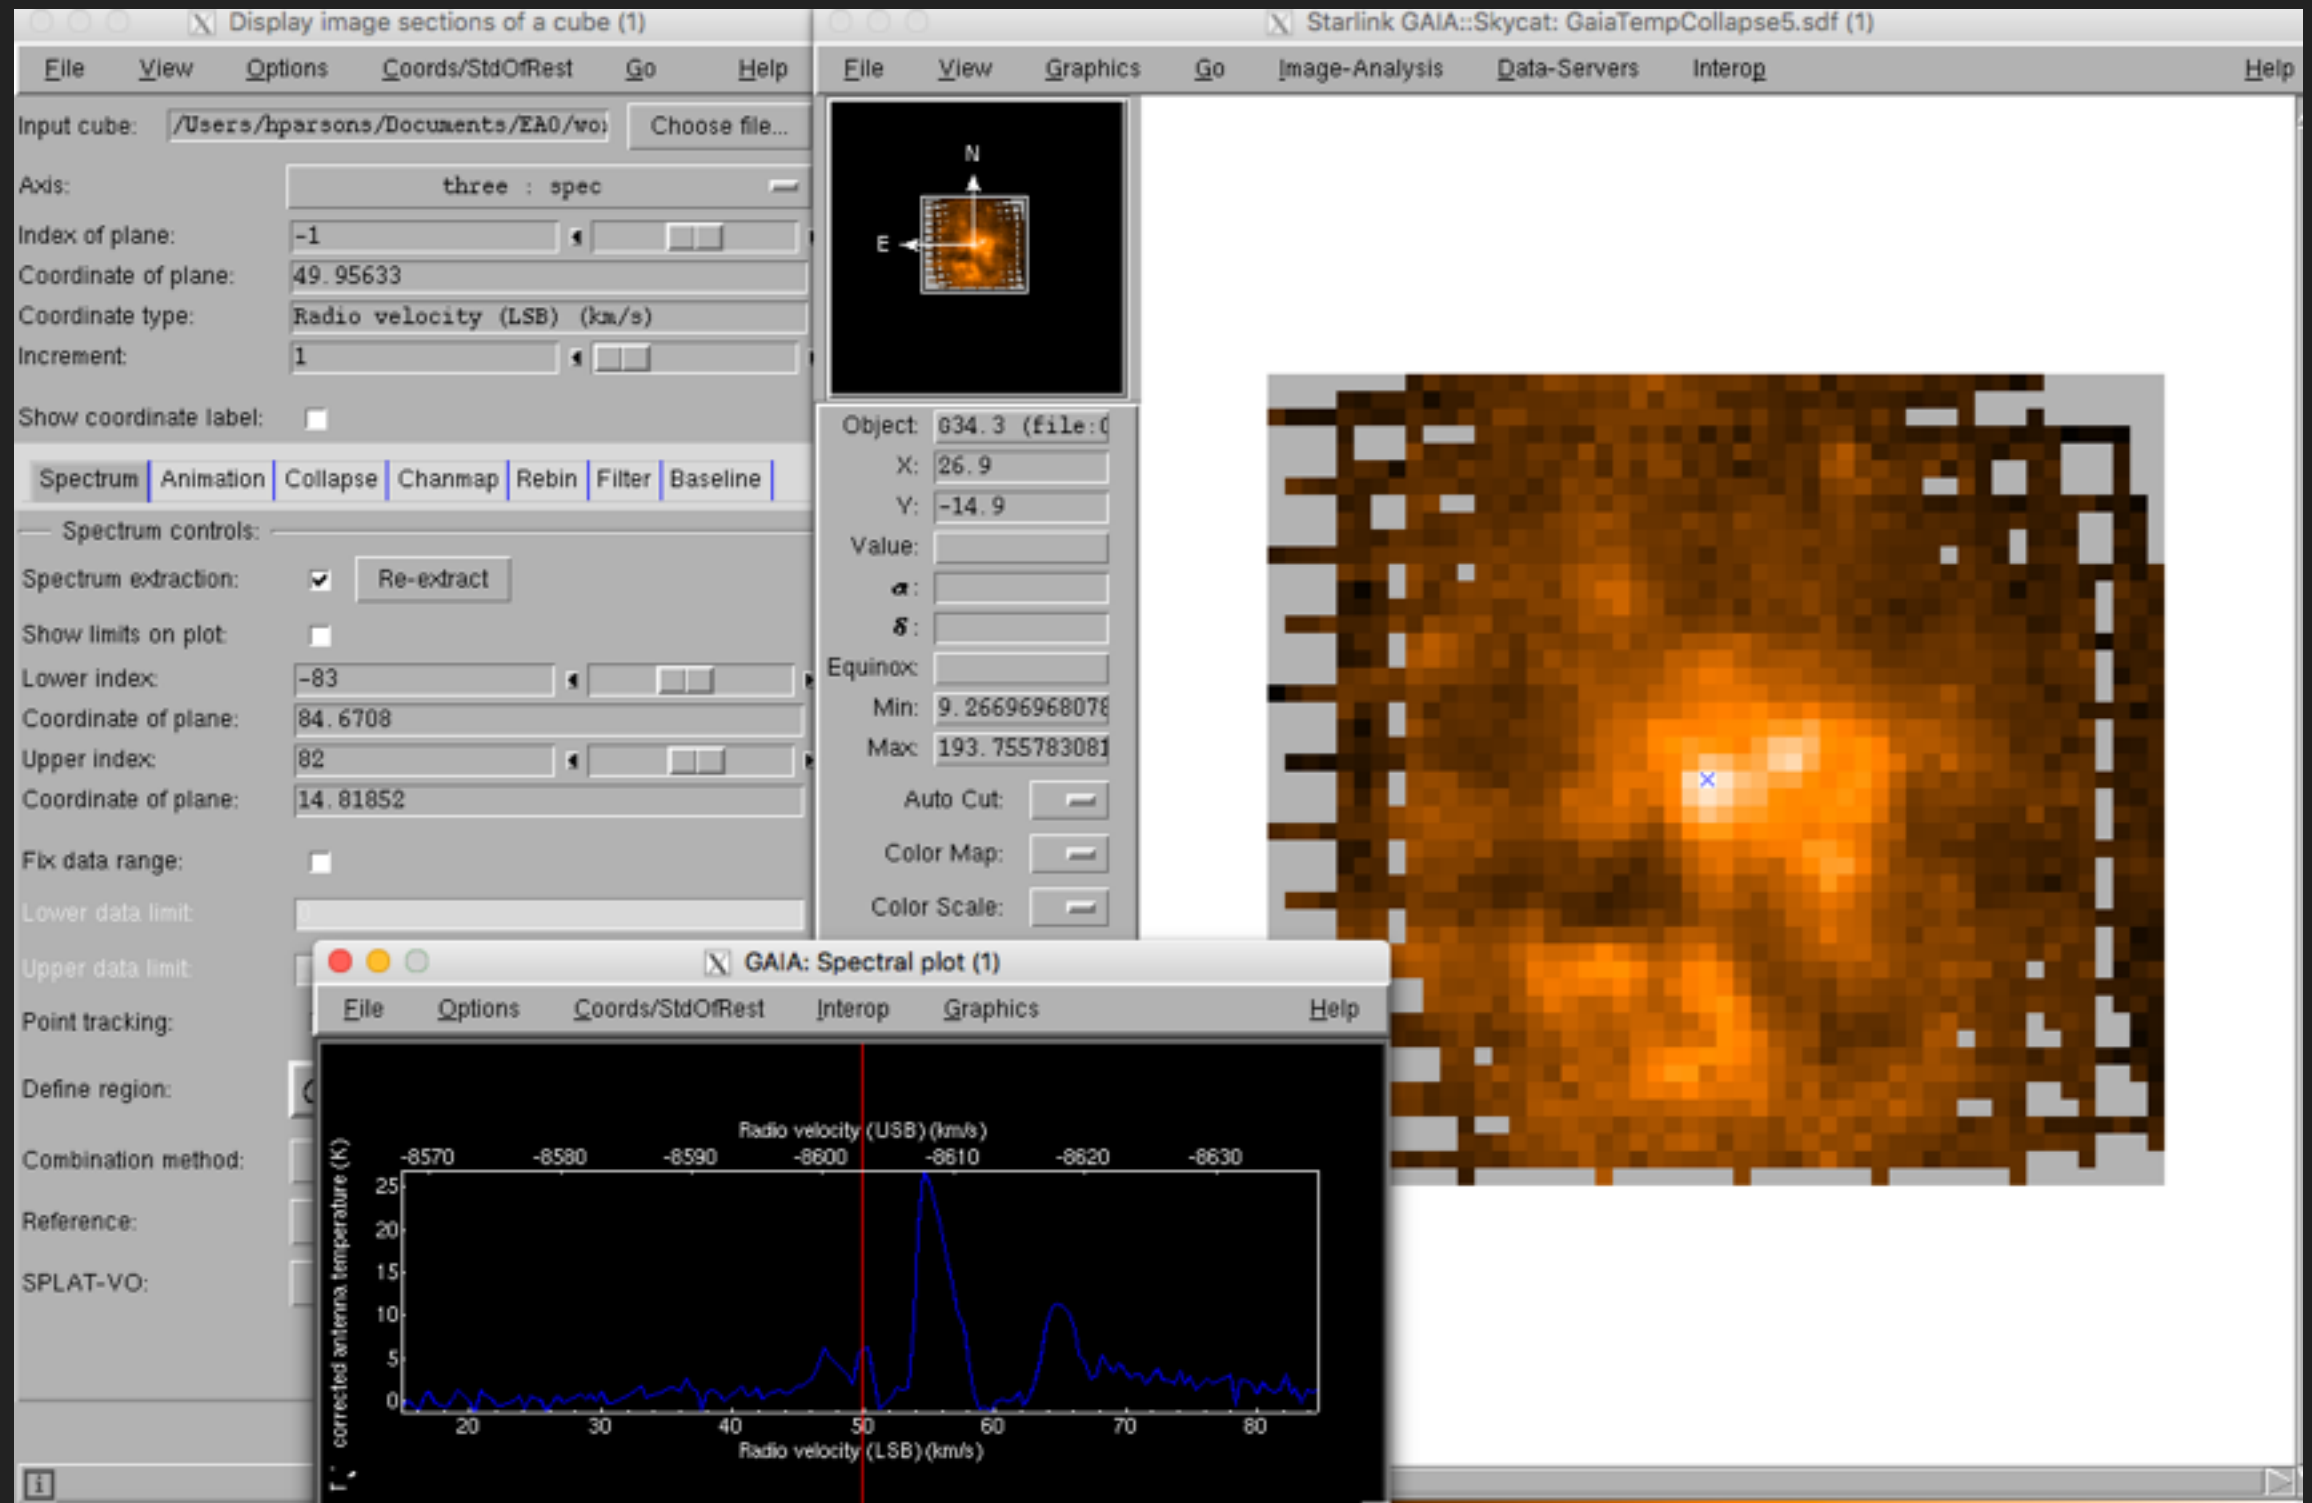 Display image sections of a cube (1)
File View Options Coords/StdOfRest Go Help
Input cube: /Users/hparsons/Documents/EAO/wo Choose file...
Axis: three : spec
Index of plane: -1
Coordinate of plane: 49.95633
Coordinate type: Radio velocity (LSB) (km/s)
Increment: 1
Show coordinate label:
Spectrum Animation Collapse Chanmap Rebin Filter Baseline
Spectrum controls:
Spectrum extraction: Re-extract
Show limits on plot:
Lower index: -83
Coordinate of plane: 84.6708
Upper index: 82
Coordinate of plane: 14.81852
Fix data range:
Lower data limit: 0
Upper data limit:
Point tracking:
Define region:
Combination method:
Reference:
SPLAT-VO:
Starlink GAIA::Skycat: GaiaTempCollapse5.sdf (1)
File View Graphics Go Image-Analysis Data-Servers Interop Help
N
E
Object: G34.3 (file:
X: 26.9
Y: -14.9
Value:
α:
δ:
Equinox:
Min: 9.26696968078
Max: 193.755783081
Auto Cut:
Color Map:
Color Scale:
GAIA: Spectral plot (1)
File Options Coords/StdOfRest Interop Graphics Help
Radio velocity (USB) (km/s)
-8570 -8580 -8590 -8600 -8610 -8620 -8630
corrected antenna temperature (K)
25
20
15
10
5
0
20 30 40 50 60 70 80
Radio velocity (LSB) (km/s)